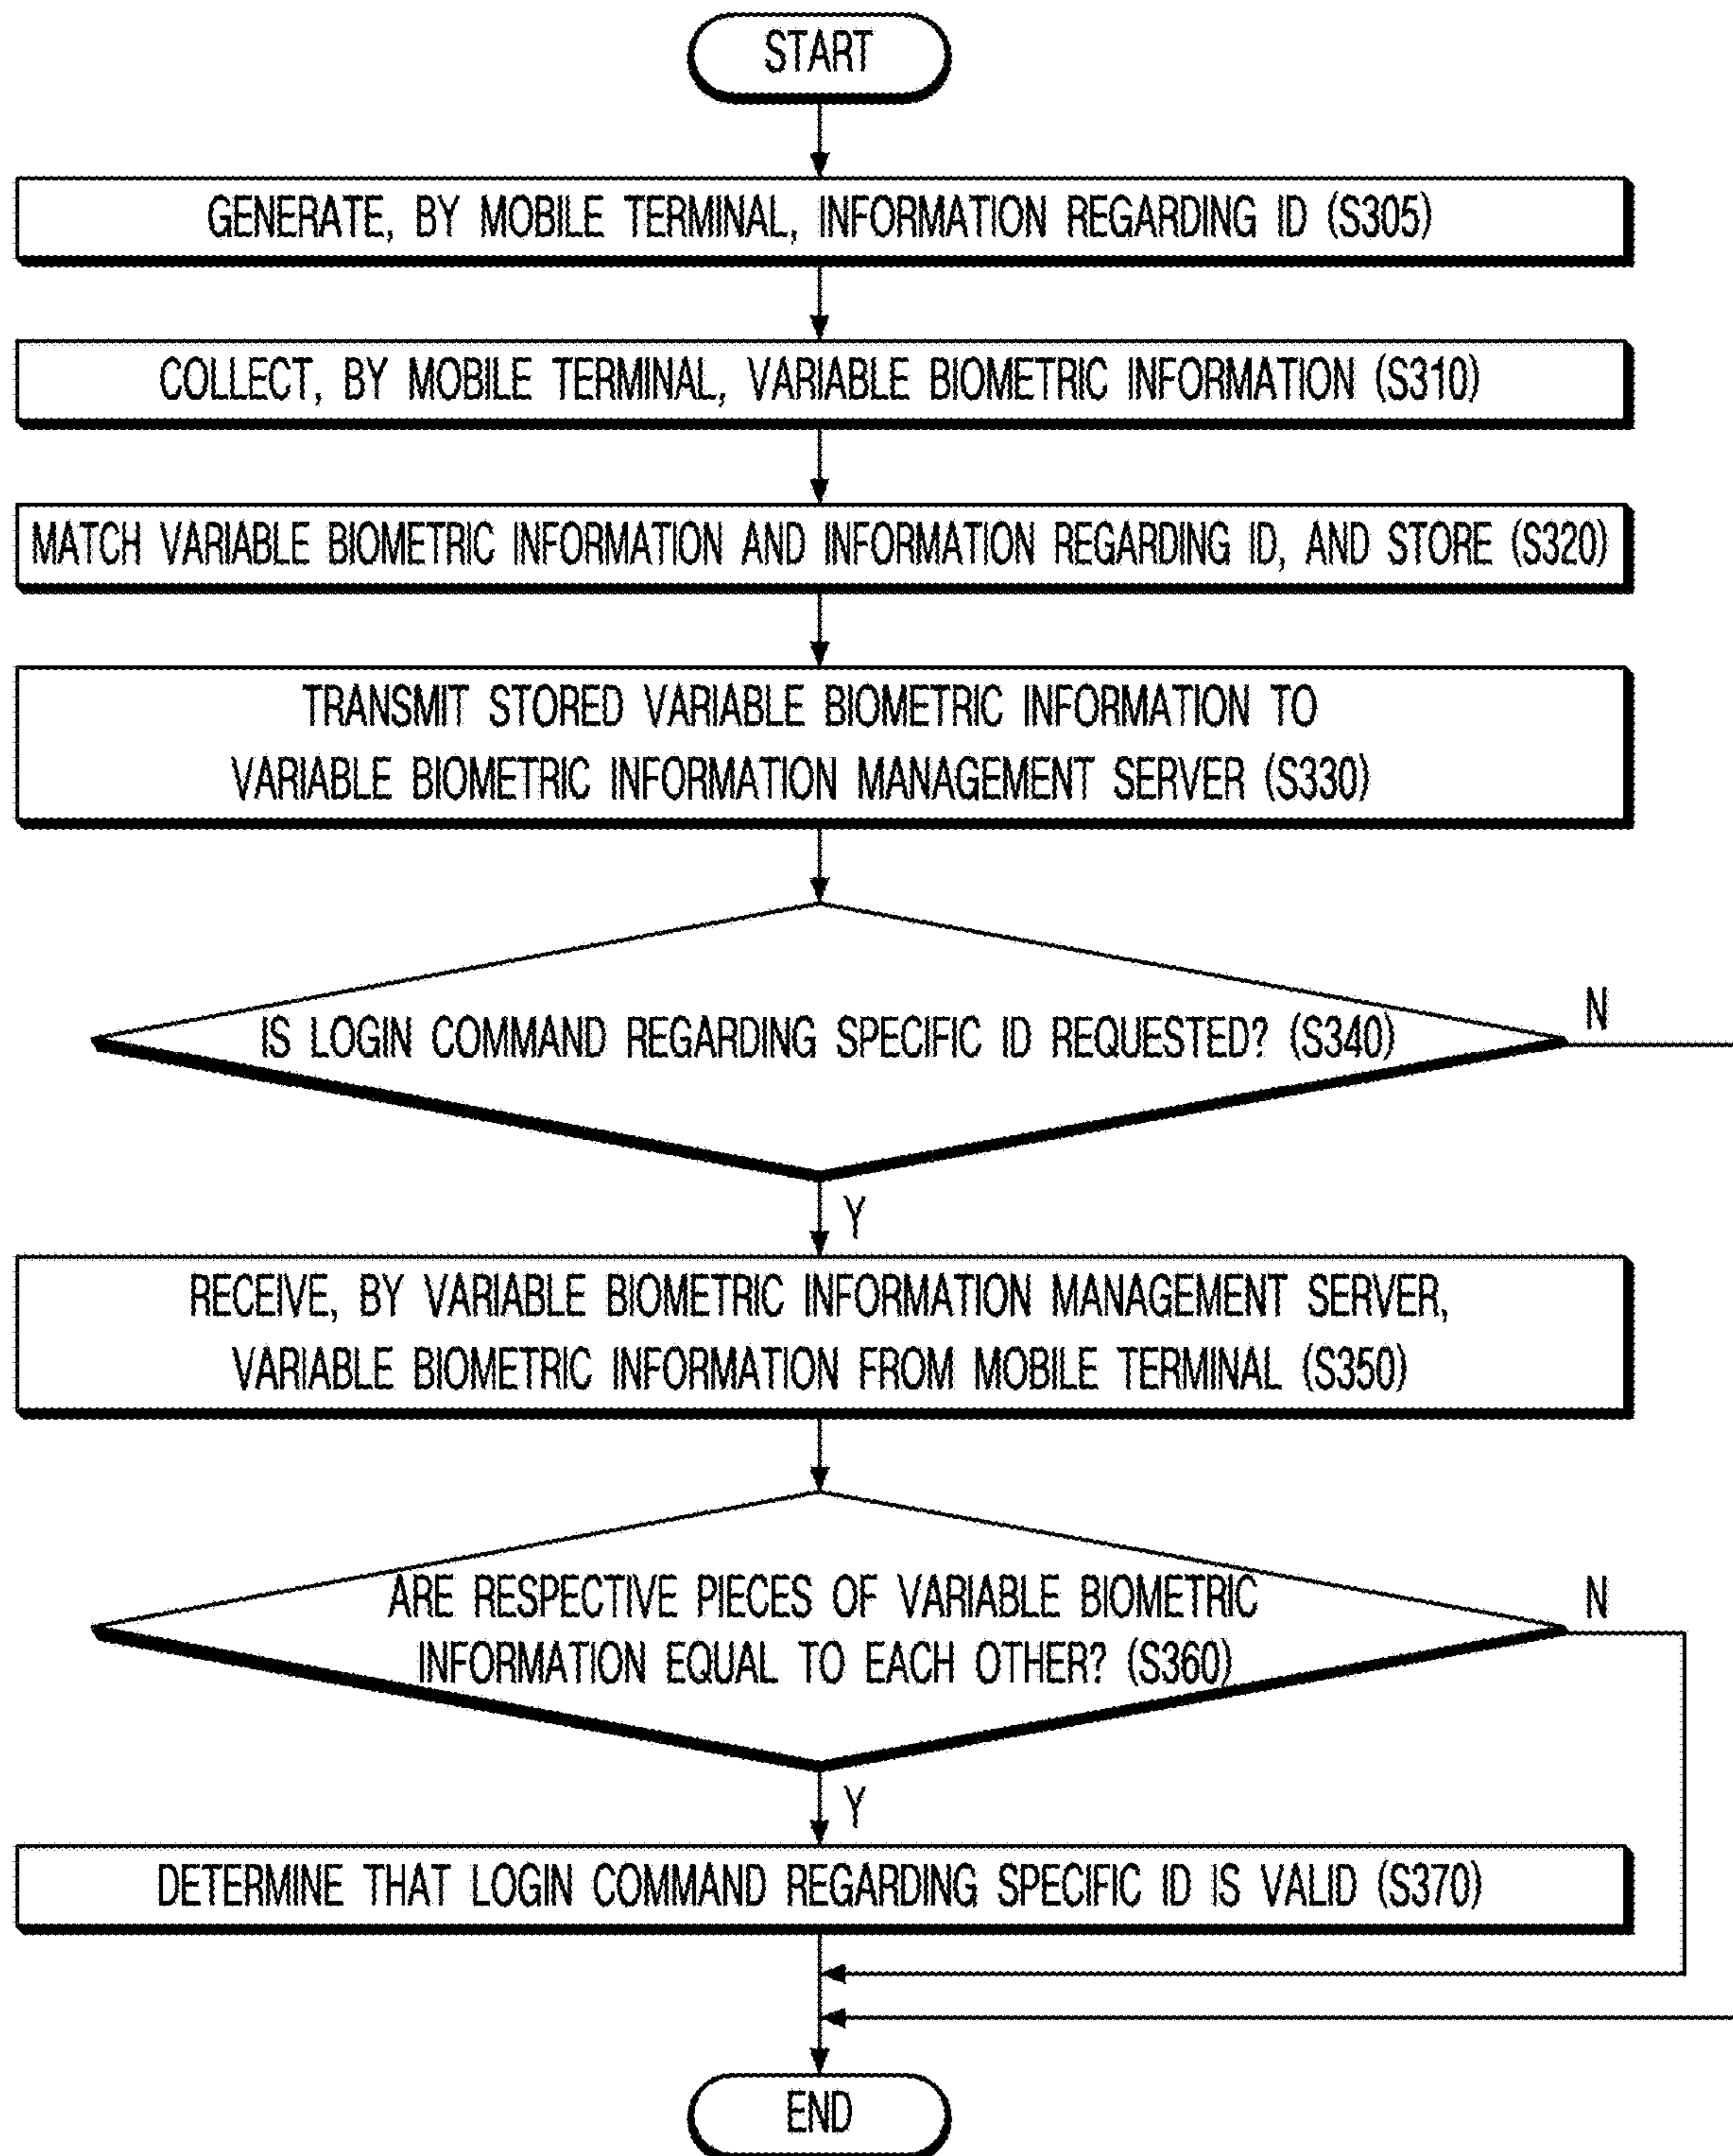 START
GENERATE, BY MOBILE TERMINAL, INFORMATION REGARDING ID (S305)
COLLECT, BY MOBILE TERMINAL, VARIABLE BIOMETRIC INFORMATION (S310)
MATCH VARIABLE BIOMETRIC INFORMATION AND INFORMATION REGARDING ID, AND STORE (S320)
TRANSMIT STORED VARIABLE BIOMETRIC INFORMATION TO
VARIABLE BIOMETRIC INFORMATION MANAGEMENT SERVER (S330)
IS LOGIN COMMAND REGARDING SPECIFIC ID REQUESTED? (S340)
N
Y
RECEIVE, BY VARIABLE BIOMETRIC INFORMATION MANAGEMENT SERVER,
VARIABLE BIOMETRIC INFORMATION FROM MOBILE TERMINAL (S350)
ARE RESPECTIVE PIECES OF VARIABLE BIOMETRIC
INFORMATION EQUAL TO EACH OTHER? (S360)
N
Y
DETERMINE THAT LOGIN COMMAND REGARDING SPECIFIC ID IS VALID (S370)
END